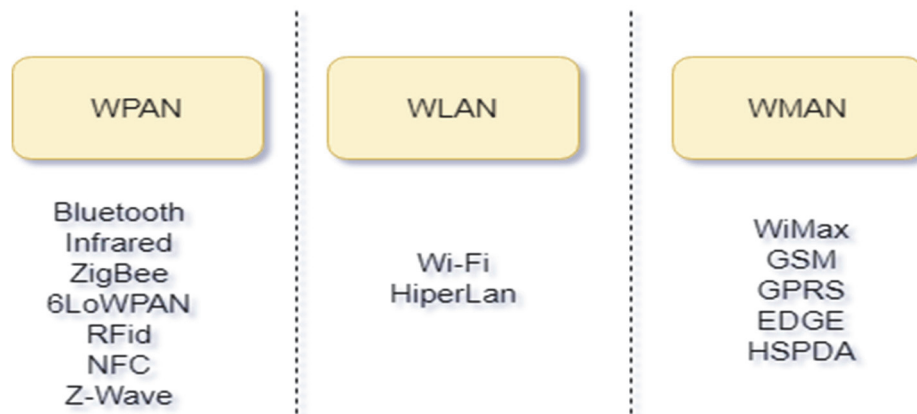 WPAN
WLAN
WMAN
Bluetooth
Infrared
ZigBee
6LoWPAN
RFid
NFC
Z-Wave
Wi-Fi
HiperLan
WiMax
GSM
GPRS
EDGE
HSPDA